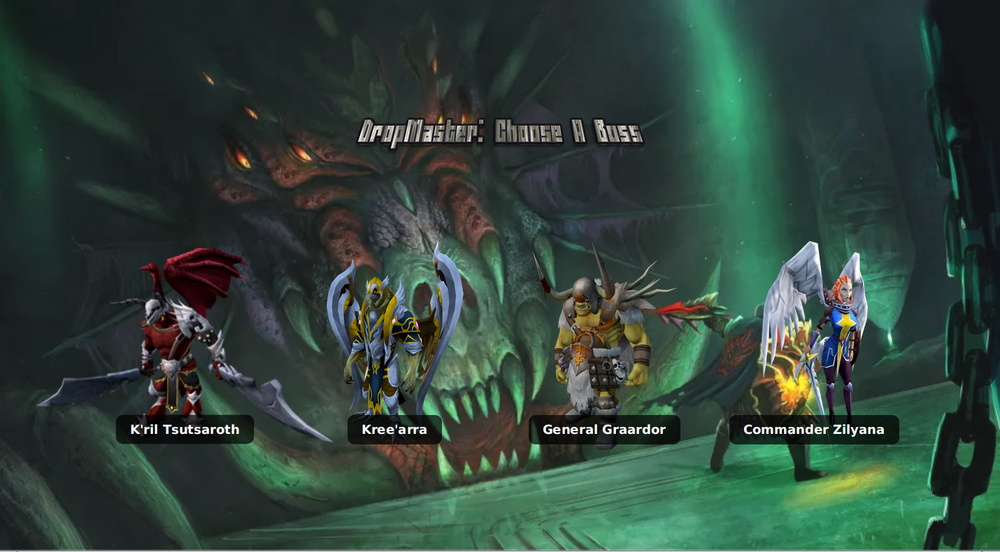 DropMaster: Choose A Boss
K'ril Tsutsaroth
Kree'arra
General Graardor
Commander Zilyana